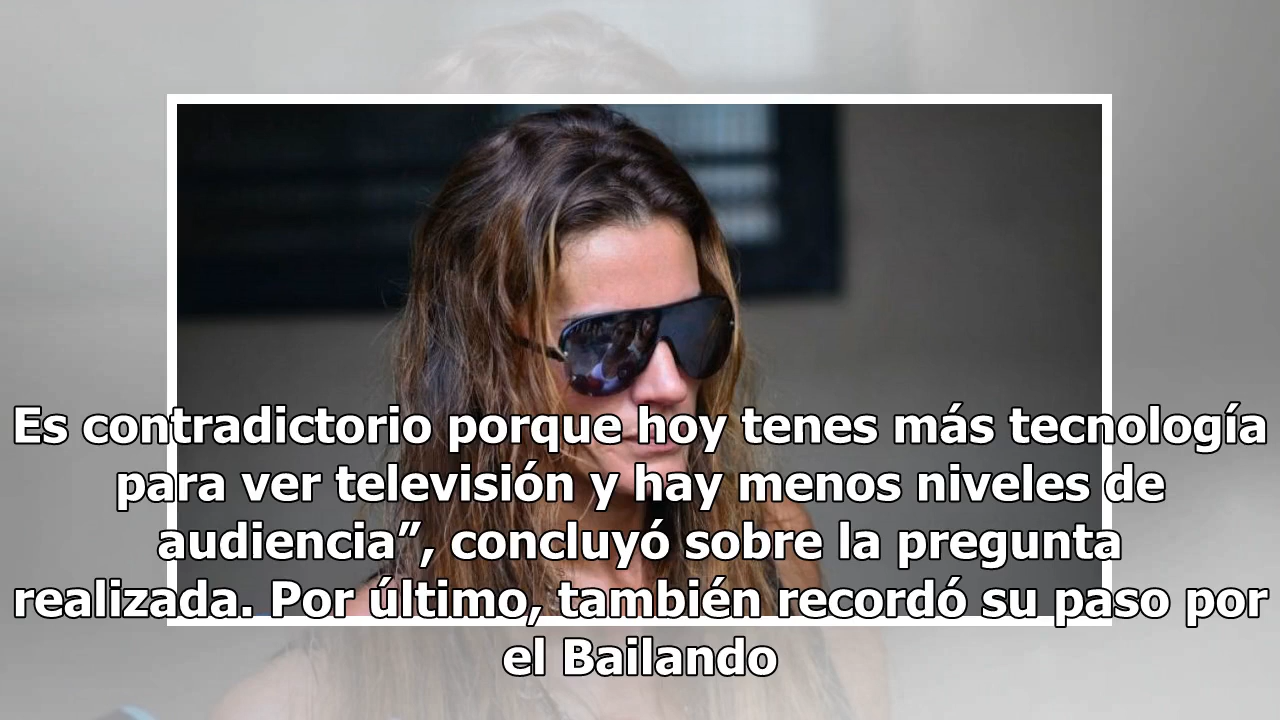 Es contradictorio porque hoy tenes más tecnología
para ver televisión y hay menos niveles de
audiencia”, concluyó sobre la pregunta
realizada. Por último, también recordó su paso por
el Bailando